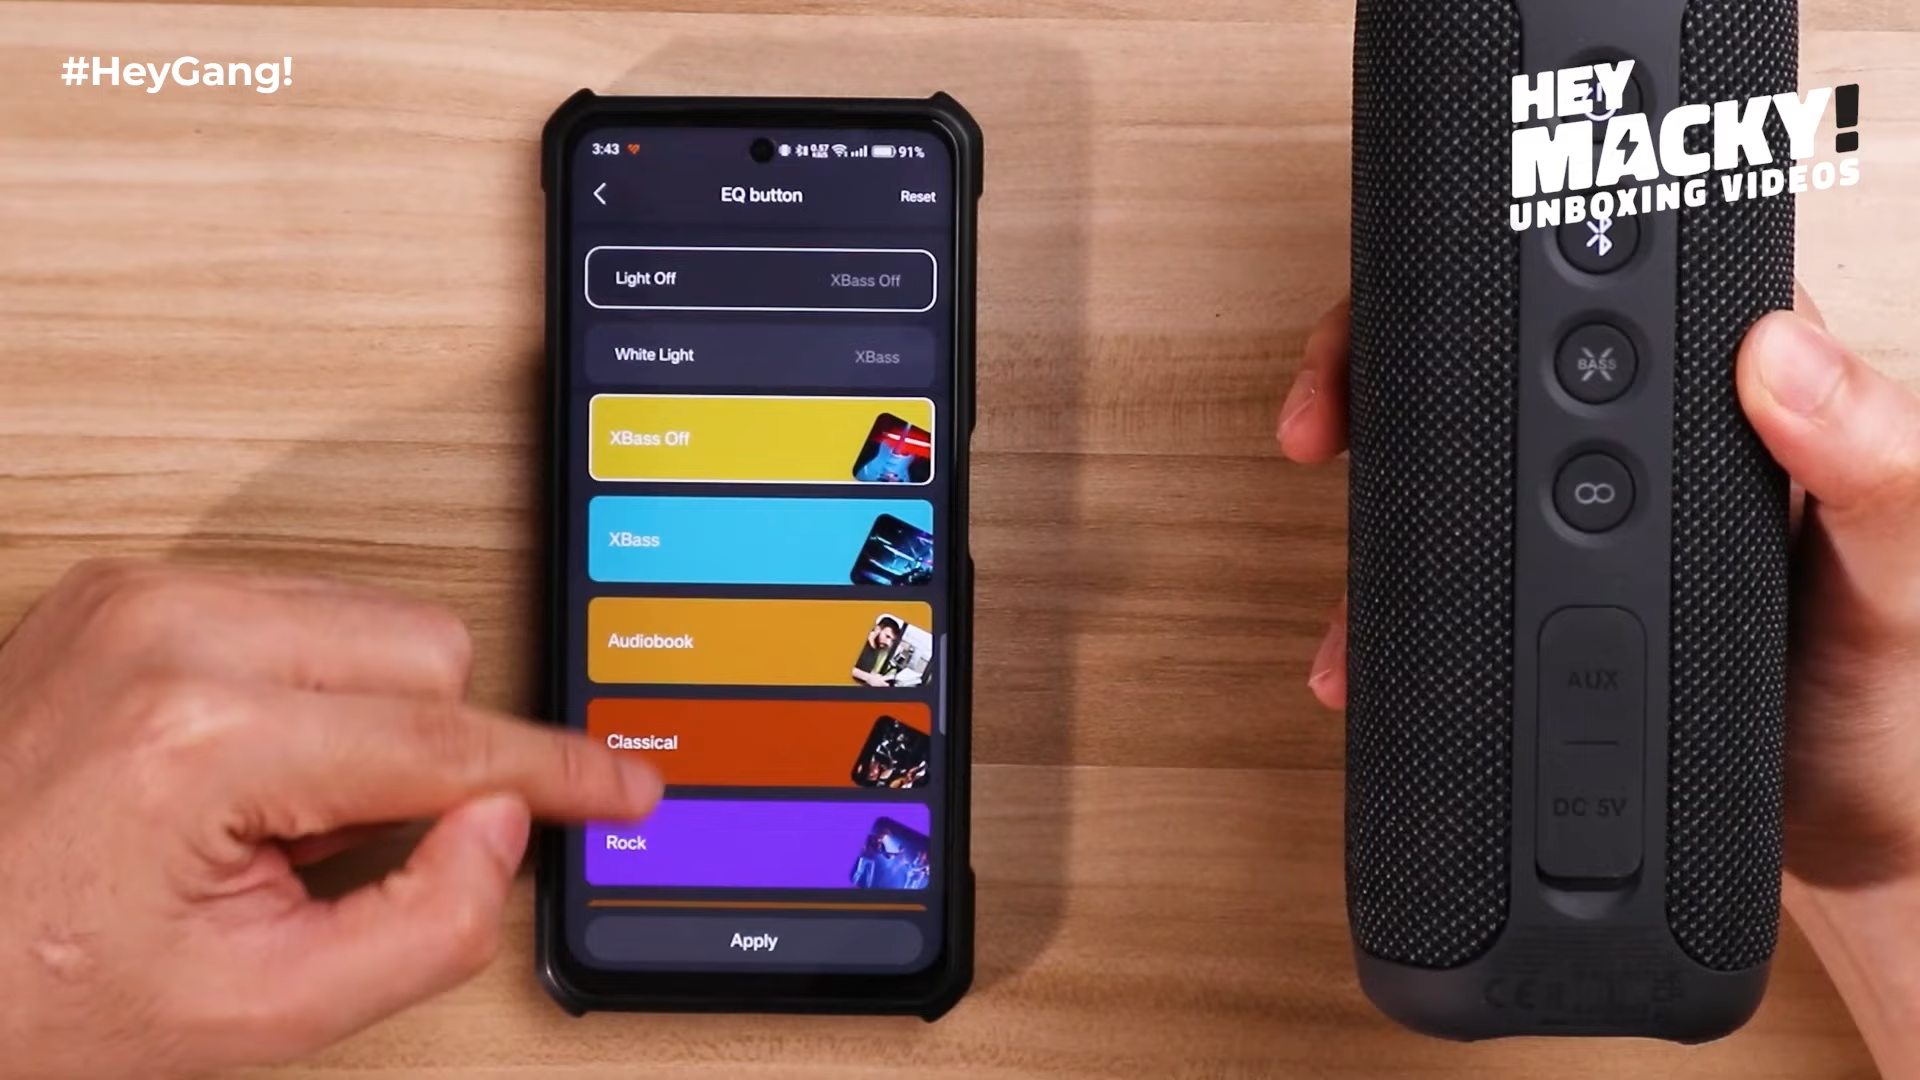 #HeyGang!
HEY
MACKY!
UNBOXING VIDEOS
3:43
91%
EQ button
Reset
Light Off
XBass Off
White Light
XBass
XBass Off
XBass
Audiobook
Classical
Rock
Apply
X
BASS
AUX
DC 5V
CE